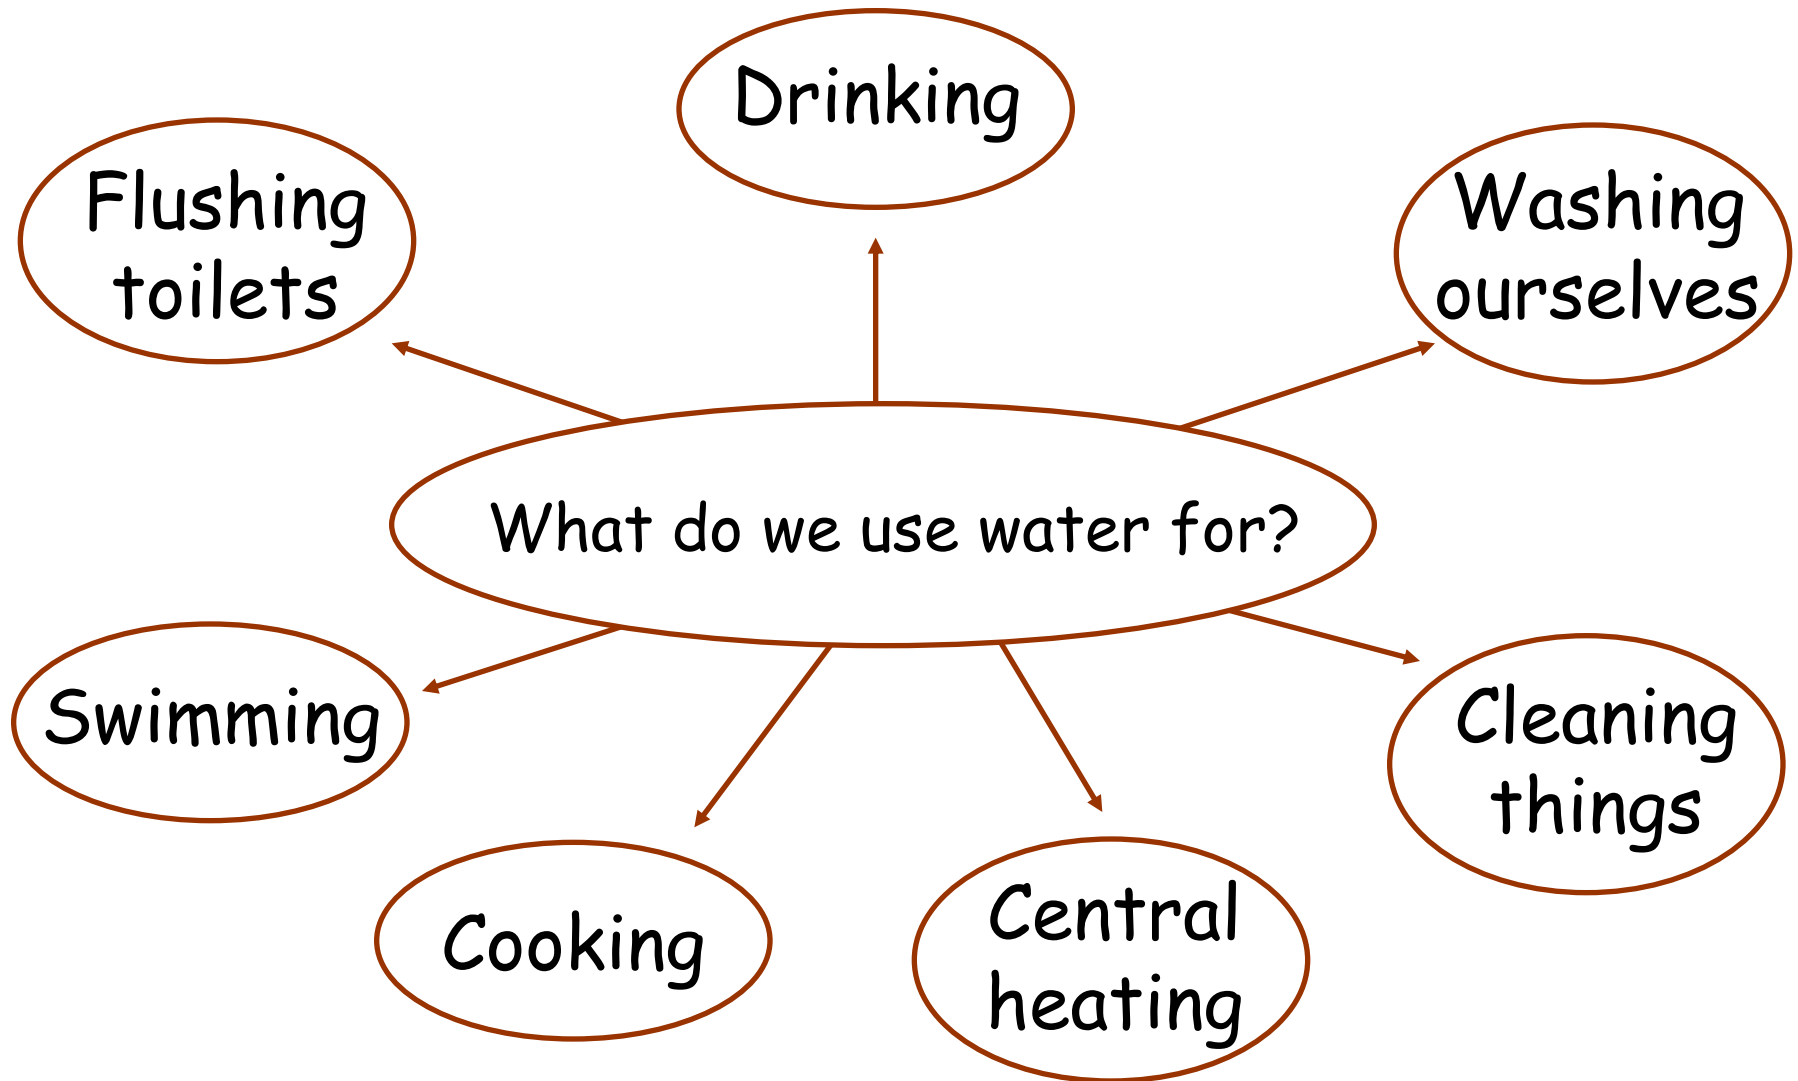 Drinking
Flushing
toilets
Washing
ourselves
What do we use water for?
Swimming
Cleaning
things
Cooking
Central
heating